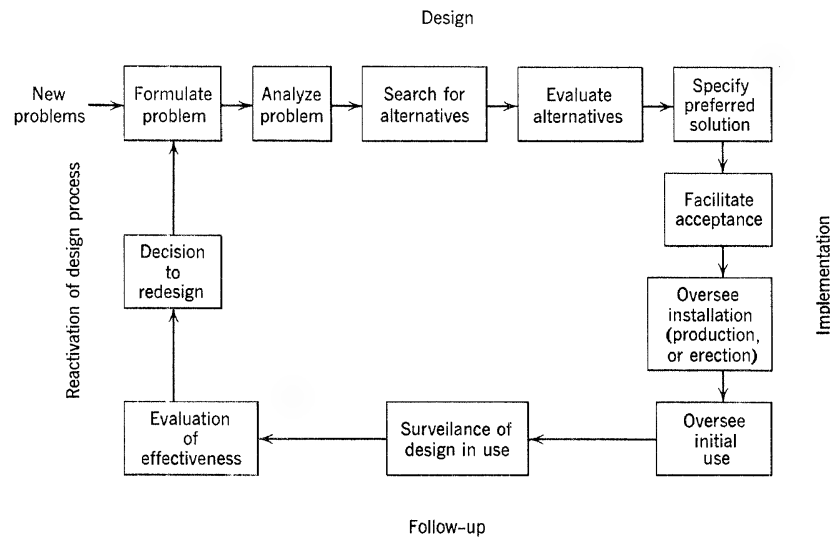 Design
New
problems
Formulate
problem
Analyze
problem
Search for
alternatives
Evaluate
alternatives
Specify
preferred
solution
Facilitate
acceptance
Oversee
installation
(production,
or erection)
Oversee
initial
use
Surveilance of
design in use
Evaluation
of
effectiveness
Decision
to
redesign
Reactivation of design process
Implementation
Follow-up